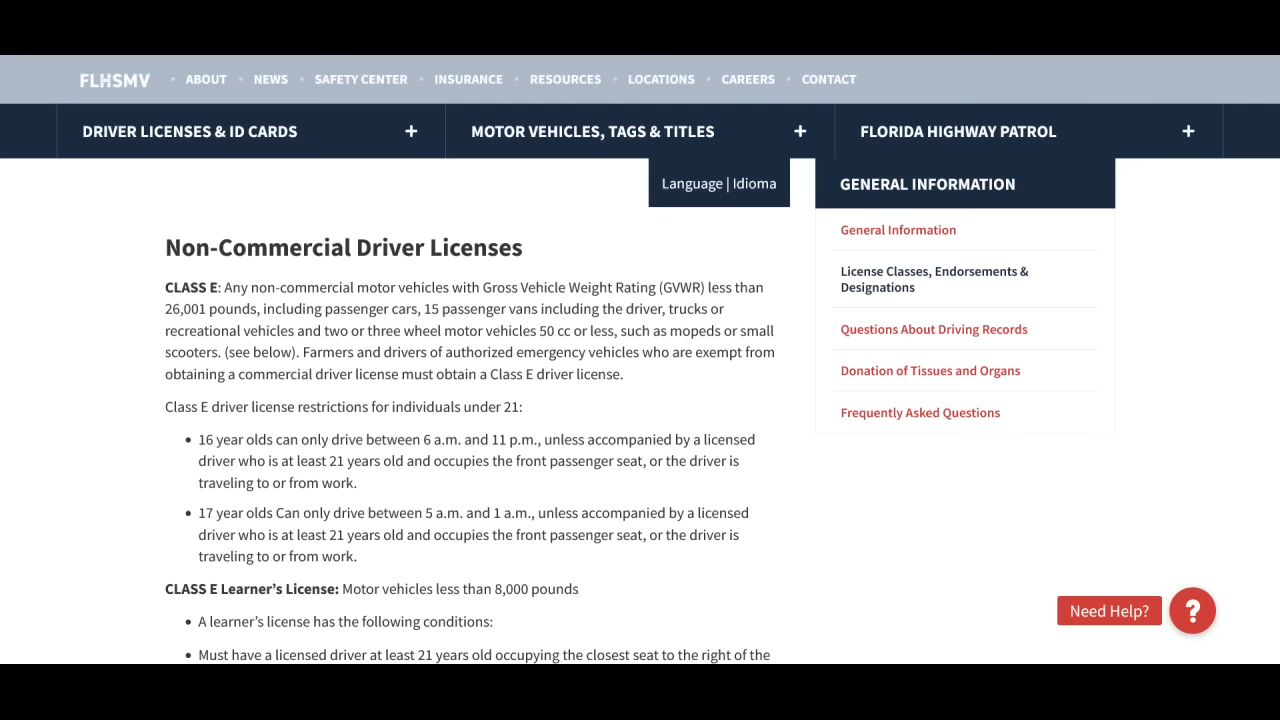 FLHSMV • ABOUT • NEWS • SAFETY CENTER • INSURANCE • RESOURCES • LOCATIONS • CAREERS • CONTACT
DRIVER LICENSES & ID CARDS + MOTOR VEHICLES, TAGS & TITLES + FLORIDA HIGHWAY PATROL +
Language | Idioma
GENERAL INFORMATION
General Information
License Classes, Endorsements &
Designations
Questions About Driving Records
Donation of Tissues and Organs
Frequently Asked Questions
Non-Commercial Driver Licenses
CLASS E: Any non-commercial motor vehicles with Gross Vehicle Weight Rating (GVWR) less than
26,001 pounds, including passenger cars, 15 passenger vans including the driver, trucks or
recreational vehicles and two or three wheel motor vehicles 50 cc or less, such as mopeds or small
scooters. (see below). Farmers and drivers of authorized emergency vehicles who are exempt from
obtaining a commercial driver license must obtain a Class E driver license.
Class E driver license restrictions for individuals under 21:
• 16 year olds can only drive between 6 a.m. and 11 p.m., unless accompanied by a licensed
driver who is at least 21 years old and occupies the front passenger seat, or the driver is
traveling to or from work.
• 17 year olds Can only drive between 5 a.m. and 1 a.m., unless accompanied by a licensed
driver who is at least 21 years old and occupies the front passenger seat, or the driver is
traveling to or from work.
CLASS E Learner’s License: Motor vehicles less than 8,000 pounds
• A learner’s license has the following conditions:
• Must have a licensed driver at least 21 years old occupying the closest seat to the right of the
Need Help? ?